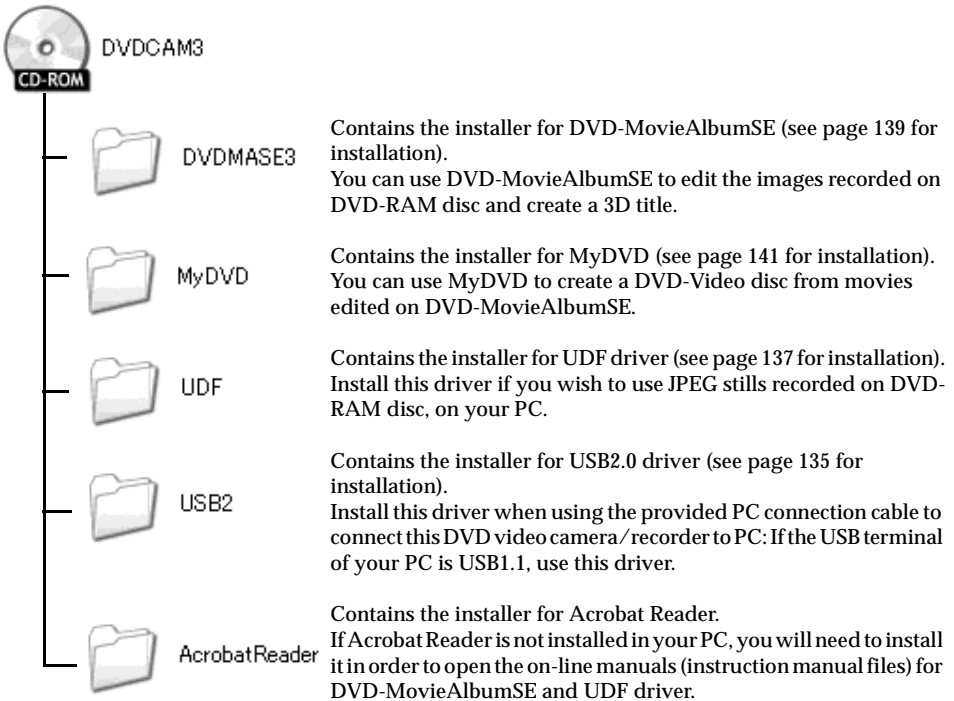 DVDCAM3
CD-ROM
DVDMASE3
Contains the installer for DVD-MovieAlbumSE (see page 139 for
installation).
You can use DVD-MovieAlbumSE to edit the images recorded on
DVD-RAM disc and create a 3D title.
MyDVD
Contains the installer for MyDVD (see page 141 for installation).
You can use MyDVD to create a DVD-Video disc from movies
edited on DVD-MovieAlbumSE.
UDF
Contains the installer for UDF driver (see page 137 for installation).
Install this driver if you wish to use JPEG stills recorded on DVD-
RAM disc, on your PC.
USB2
Contains the installer for USB2.0 driver (see page 135 for
installation).
Install this driver when using the provided PC connection cable to
connect this DVD video camera/recorder to PC: If the USB terminal
of your PC is USB1.1, use this driver.
AcrobatReader
Contains the installer for Acrobat Reader.
If Acrobat Reader is not installed in your PC, you will need to install
it in order to open the on-line manuals (instruction manual files) for
DVD-MovieAlbumSE and UDF driver.